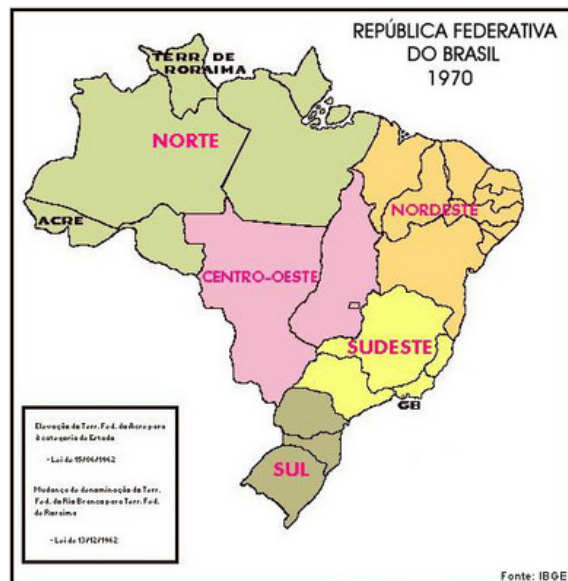 REPÚBLICA FEDERATIVA
DO BRASIL
1970
TERR. DE
RORAIMA
NORTE
ACRE
NORDESTE
CENTRO-OESTE
SUDESTE
GB
SUL
Elevação da Terr. Fed. do Acre para
à categoria de Estado
- Lei de 15/06/1962
Mudança de denominação da Terr.
Fed. do Rio Branco para Terr. Fed.
de Roraima
- Lei de 13/12/1962
Fonte: IBGE